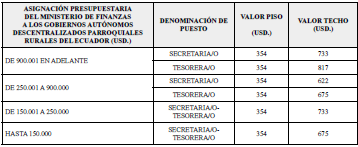 ASIGNACIÓN PRESUPUESTARIA
DEL MINISTERIO DE FINANZAS
A LOS GOBIERNOS AUTÓNOMOS
DESCENTRALIZADOS PARROQUIALES
RURALES DEL ECUADOR (USD.)
DENOMINACIÓN DE
PUESTO
VALOR PISO
(USD.)
VALOR TECHO
(USD.)
DE 900.001 EN ADELANTE
SECRETARIA/O
354
733
TESORERA/O
354
817
DE 250.001 A 900.000
SECRETARIA/O
354
622
TESORERA/O
354
675
DE 150.001 A 250.000
SECRETARIA/O-
TESORERA/O
354
733
HASTA 150.000
SECRETARIA/O-
TESORERA/O
354
675